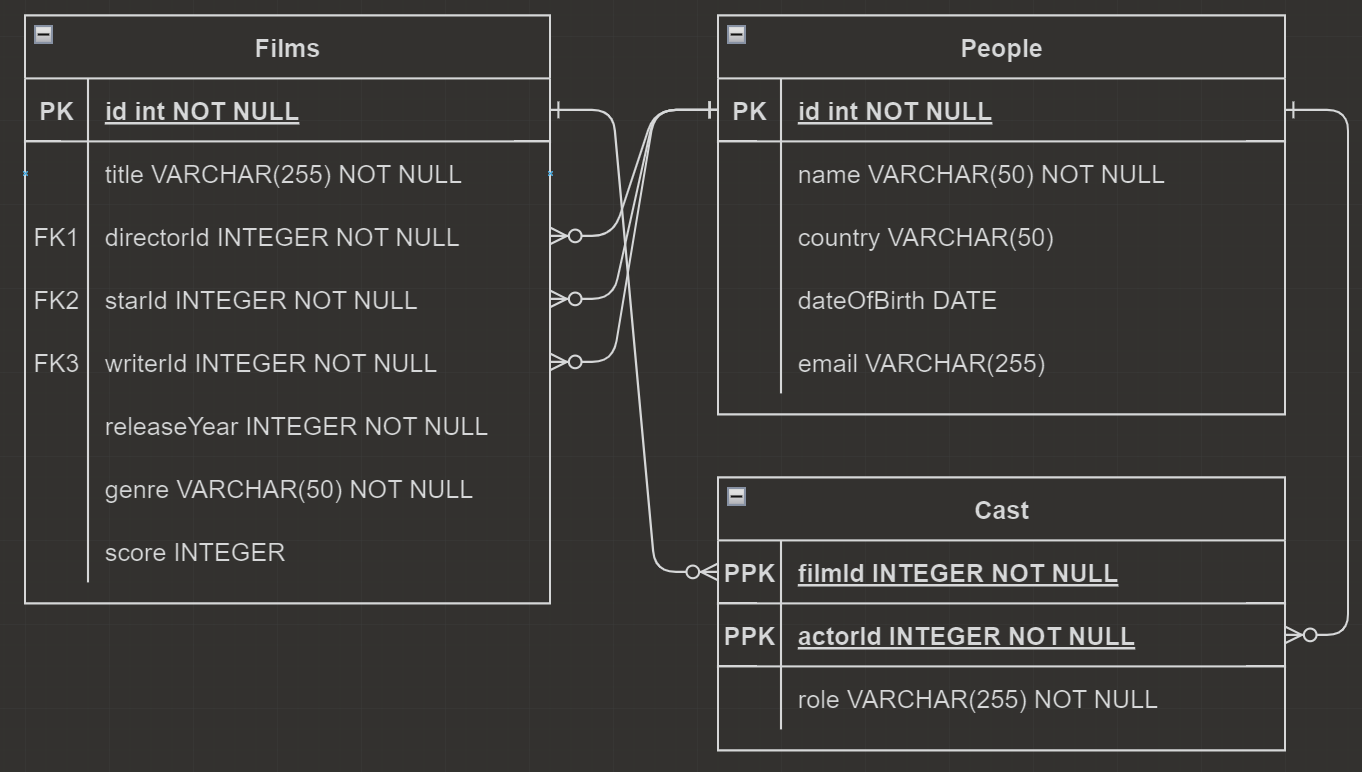 Films
PK id int NOT NULL
title VARCHAR(255) NOT NULL
FK1 directorId INTEGER NOT NULL
FK2 starId INTEGER NOT NULL
FK3 writerId INTEGER NOT NULL
releaseYear INTEGER NOT NULL
genre VARCHAR(50) NOT NULL
score INTEGER
People
PK id int NOT NULL
name VARCHAR(50) NOT NULL
country VARCHAR(50)
dateOfBirth DATE
email VARCHAR(255)
Cast
PPK filmId INTEGER NOT NULL
PPK actorId INTEGER NOT NULL
role VARCHAR(255) NOT NULL